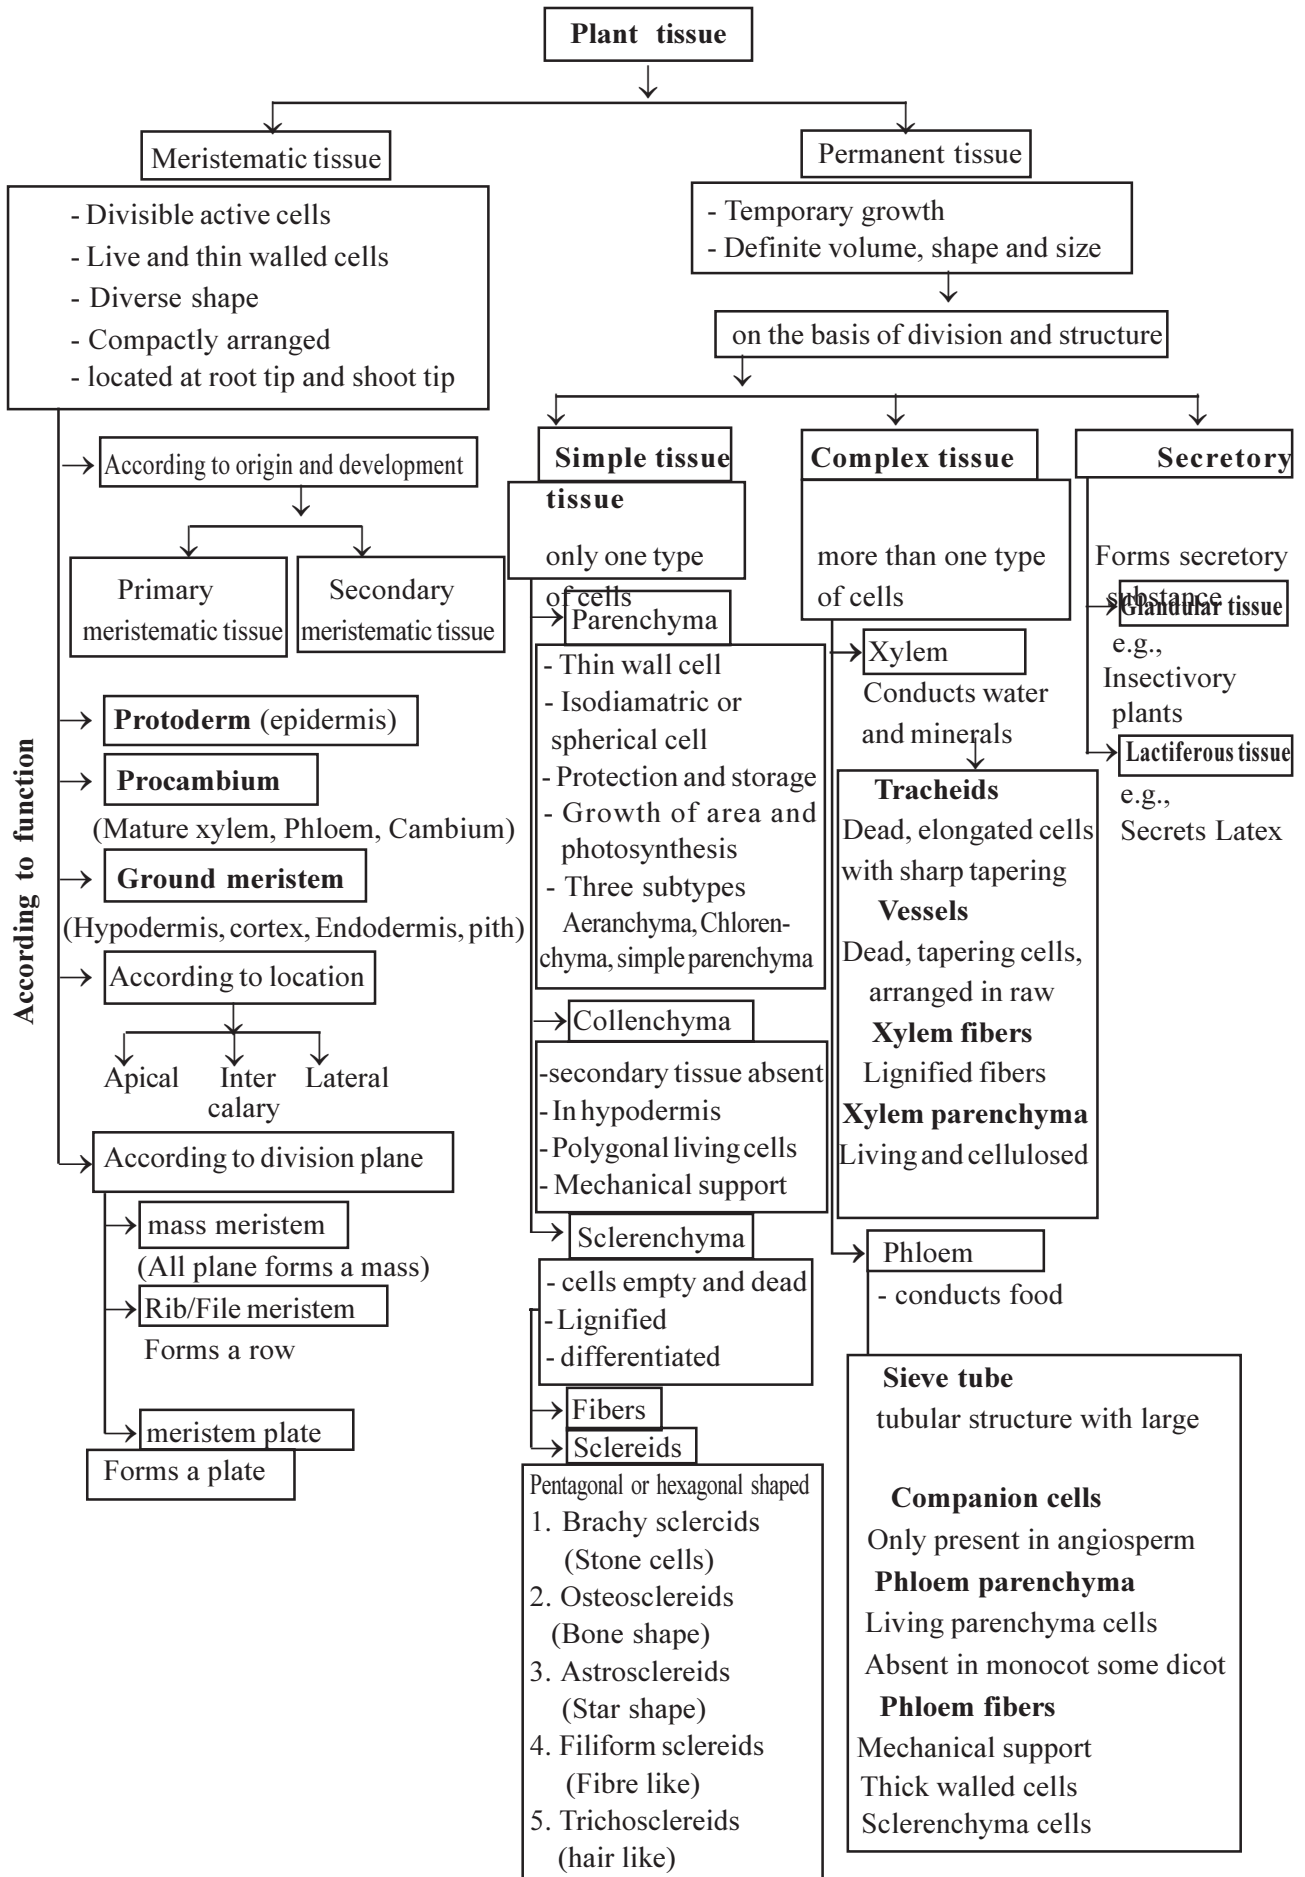 Plant tissue
Meristematic tissue
- Divisible active cells
- Live and thin walled cells
- Diverse shape
- Compactly arranged
- located at root tip and shoot tip
According to function
According to origin and development
Primary
meristematic tissue
Secondary
meristematic tissue
Protoderm (epidermis)
Procambium
(Mature xylem, Phloem, Cambium)
Ground meristem
(Hypodermis, cortex, Endodermis, pith)
According to location
Apical
Inter
calary
Lateral
According to division plane
mass meristem
(All plane forms a mass)
Rib/File meristem
Forms a row
meristem plate
Forms a plate
Permanent tissue
- Temporary growth
- Definite volume, shape and size
on the basis of division and structure
Simple tissue
tissue
only one type
of cells
Parenchyma
- Thin wall cell
- Isodiamatric or
spherical cell
- Protection and storage
- Growth of area and
photosynthesis
- Three subtypes
Aeranchyma, Chloren-
chyma, simple parenchyma
Collenchyma
-secondary tissue absent
- In hypodermis
- Polygonal living cells
- Mechanical support
Sclerenchyma
- cells empty and dead
- Lignified
- differentiated
Fibers
Sclereids
Pentagonal or hexagonal shaped
1. Brachy sclercids
(Stone cells)
2. Osteosclereids
(Bone shape)
3. Astrosclereids
(Star shape)
4. Filiform sclereids
(Fibre like)
5. Trichosclereids
(hair like)
Complex tissue
more than one type
of cells
Xylem
Conducts water
and minerals
Tracheids
Dead, elongated cells
with sharp tapering
Vessels
Dead, tapering cells,
arranged in raw
Xylem fibers
Lignified fibers
Xylem parenchyma
Living and cellulosed
Phloem
- conducts food
Sieve tube
tubular structure with large
Companion cells
Only present in angiosperm
Phloem parenchyma
Living parenchyma cells
Absent in monocot some dicot
Phloem fibers
Mechanical support
Thick walled cells
Sclerenchyma cells
Secretory
Forms secretory
substance
Glandular tissue
e.g.,
Insectivory
plants
Lactiferous tissue
e.g.,
Secrets Latex